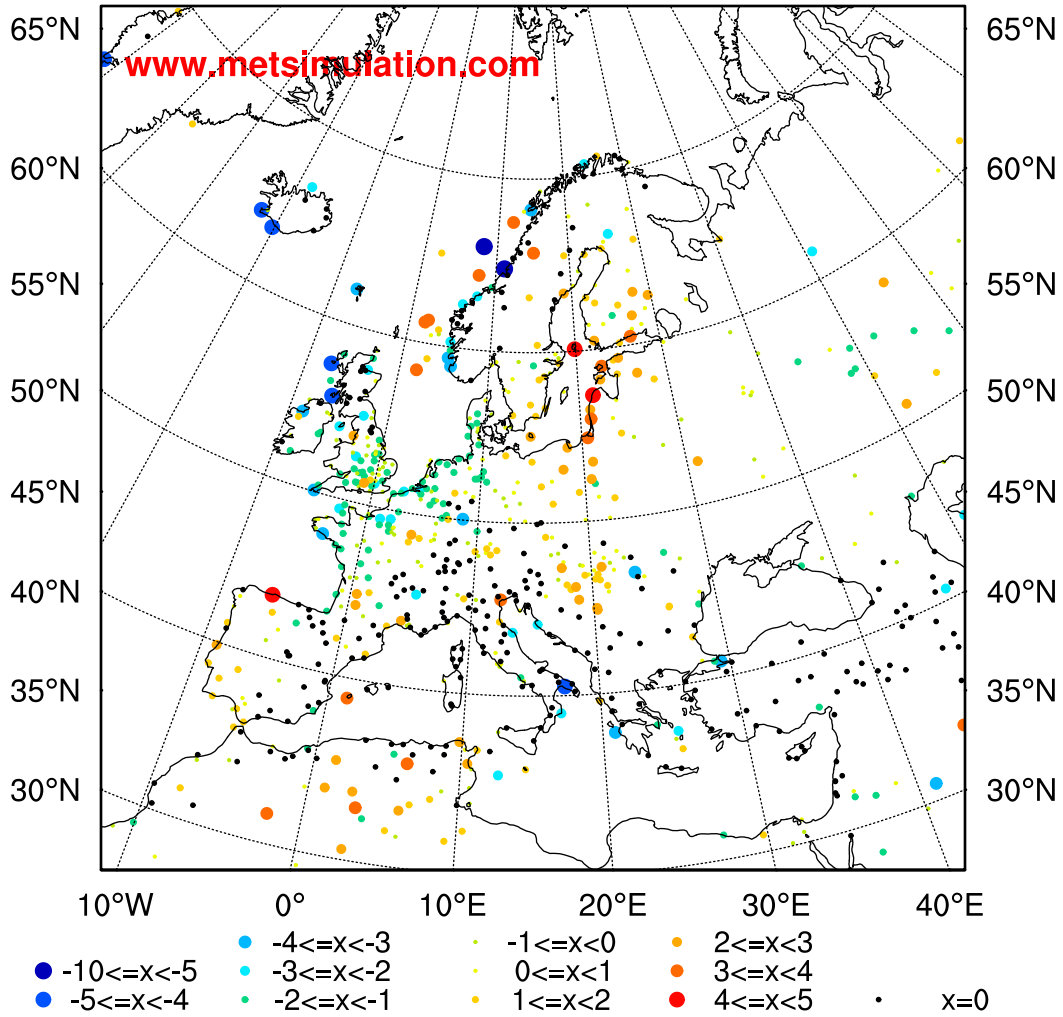 65°N 65°N
www.metsimulation.com
60°N 60°N
55°N 55°N
50°N 50°N
45°N 45°N
40°N 40°N
35°N 35°N
30°N 30°N
10°W 0° 10°E 20°E 30°E 40°E
-4<=x<-3 -1<=x<0 2<=x<3
-10<=x<-5 -3<=x<-2 0<=x<1 3<=x<4
-5<=x<-4 -2<=x<-1 1<=x<2 4<=x<5 x=0